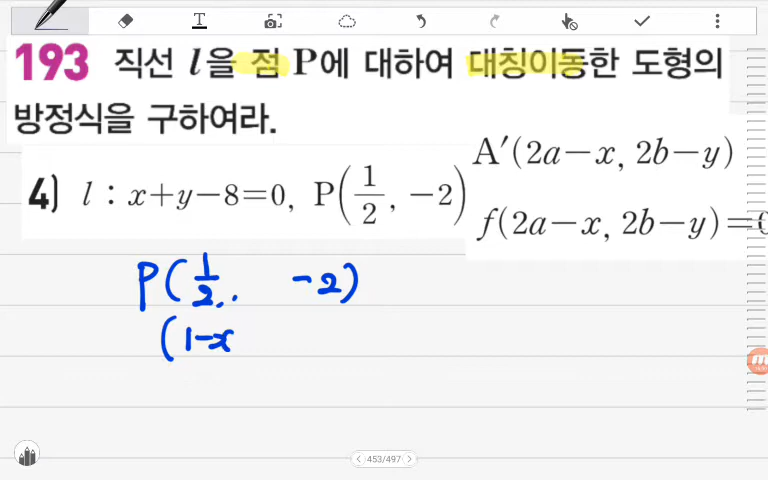 193 직선 l을 점 P에 대하여 대칭이동한 도형의
방정식을 구하여라.
A′(2a−x, 2b−y)
4) l : x+y−8=0, P(1/2, −2)
f(2a−x, 2b−y)=0
P(1/2, −2)
(1−x
453/497